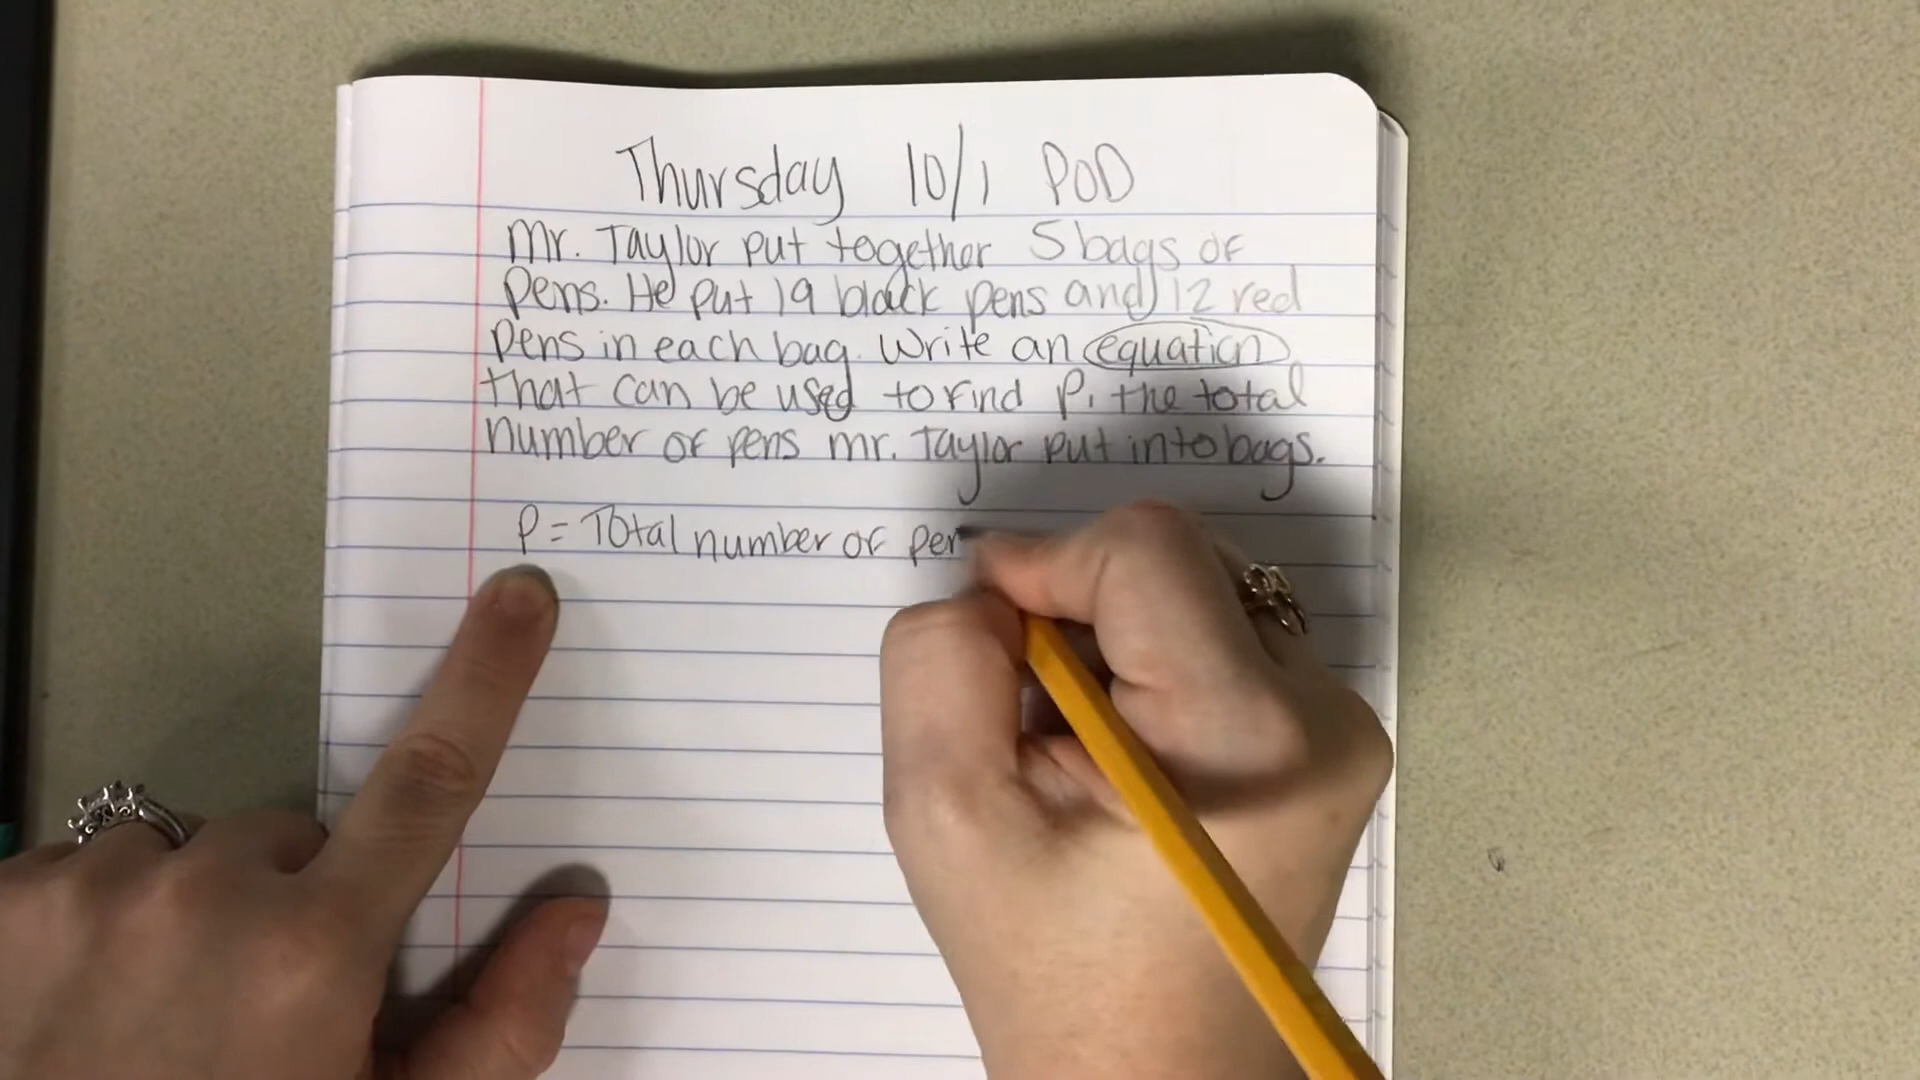 Thursday 10/1 POD
Mr. Taylor put together 5 bags of
pens. He put 19 black pens and 12 red
pens in each bag. Write an equation
that can be used to find P, the total
number of pens mr. Taylor put into bags.
P = Total number of pen